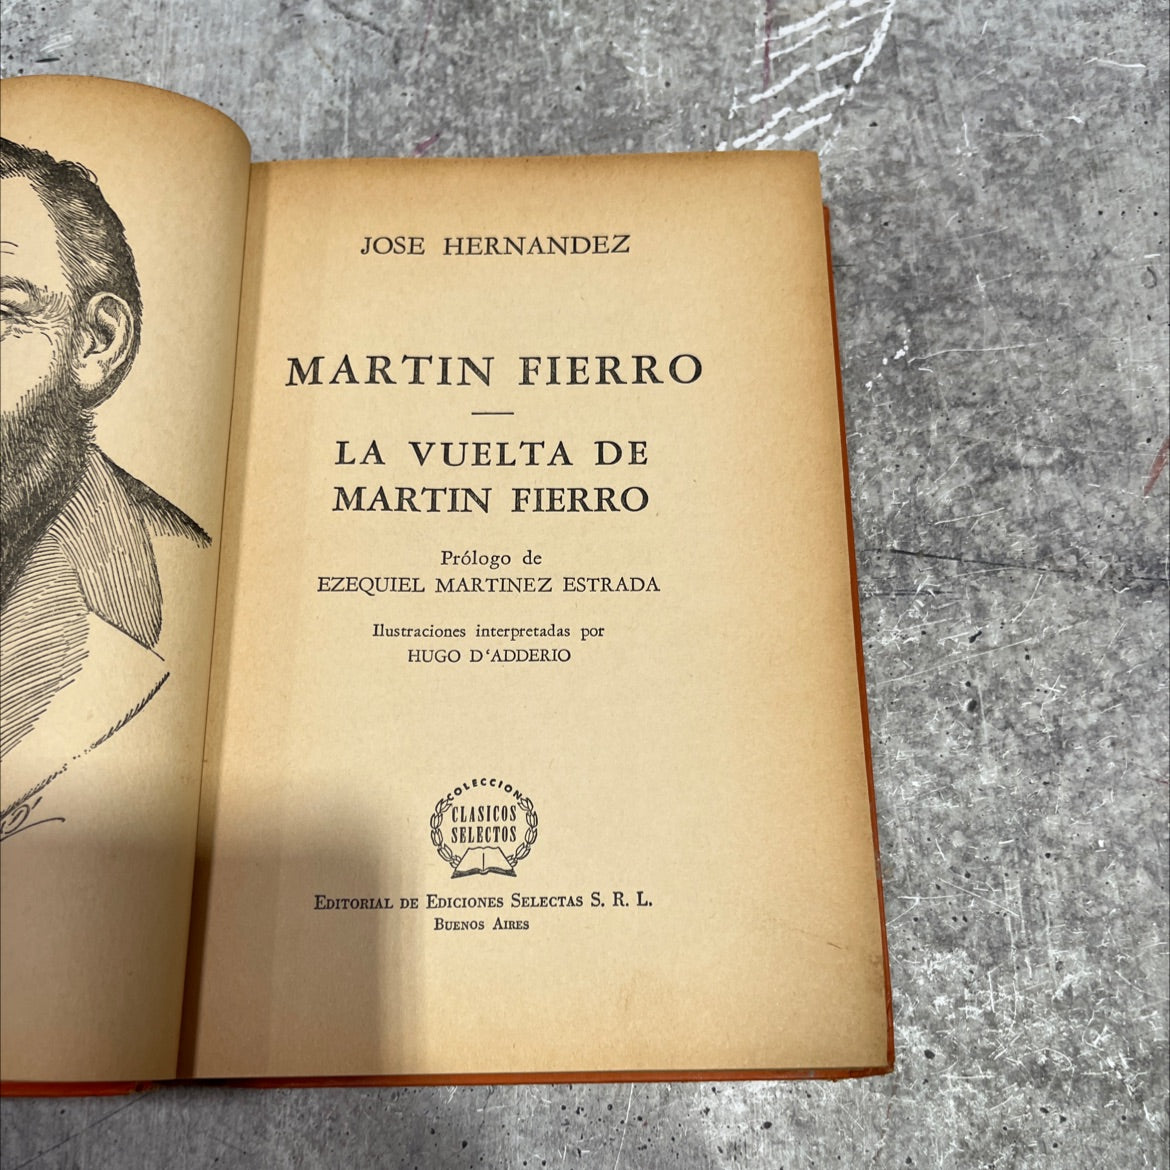 JOSE HERNANDEZ
MARTIN FIERRO
LA VUELTA DE
MARTIN FIERRO
Prólogo de
EZEQUIEL MARTINEZ ESTRADA
Ilustraciones interpretadas por
HUGO D'ADDERIO
COLECCION
CLASICOS
SELECTOS
EDITORIAL DE EDICIONES SELECTAS S. R. L.
BUENOS AIRES